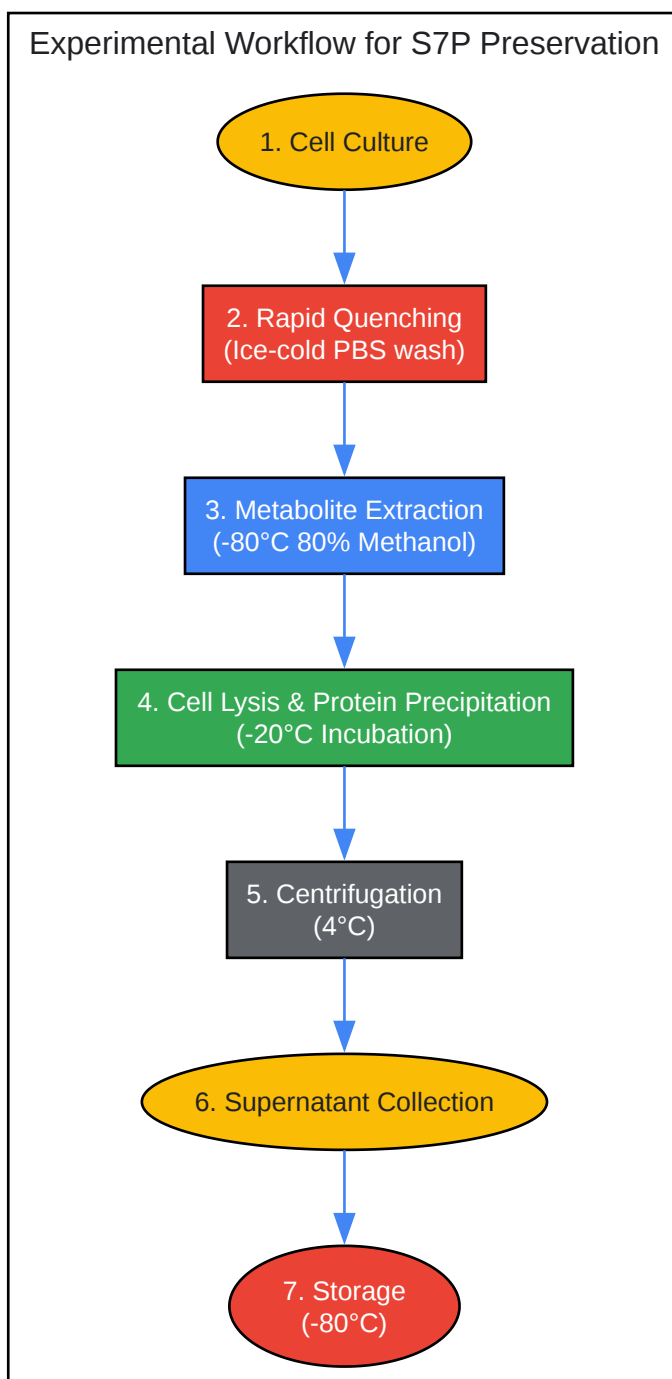 Experimental Workflow for S7P Preservation
1. Cell Culture
2. Rapid Quenching
(Ice-cold PBS wash)
3. Metabolite Extraction
(-80°C 80% Methanol)
4. Cell Lysis & Protein Precipitation
(-20°C Incubation)
5. Centrifugation
(4°C)
6. Supernatant Collection
7. Storage
(-80°C)